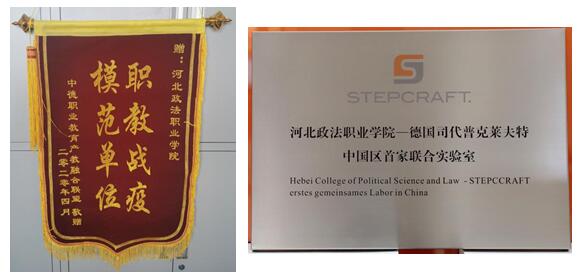 赠：河北政法职业学院
职教战疫
模范单位
中德职业教育产教融合联盟敬赠
二零二零年四月
STEPCRAFT.
河北政法职业学院—德国司代普克莱夫特
中国区首家联合实验室
Hebei College of Political Science and Law - STEPCCRAFT
erstes gemeinsames Labor in China